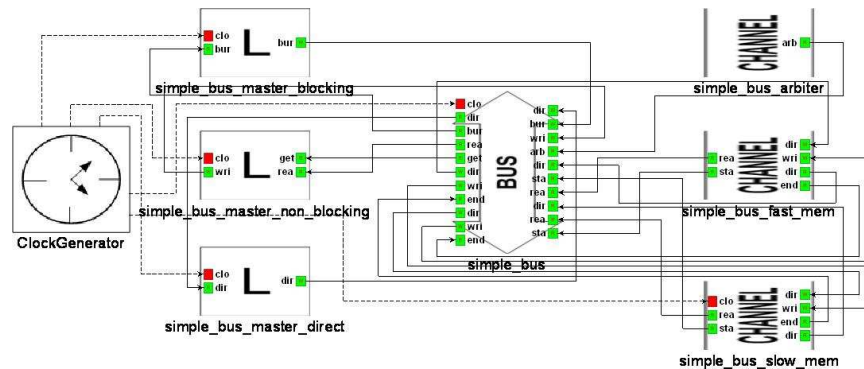 clo
bur
L
bur
simple_bus_master_blocking
CHANNEL
arb
simple_bus_arbiter
clo
wri
L
get
rea
simple_bus_master_non_blocking
ClockGenerator
clo
dir
L
dir
simple_bus_master_direct
clo
dir
bur
rea
get
dir
wri
end
dir
wri
end
BUS
dir
bur
wri
arb
dir
sta
rea
dir
rea
sta
simple_bus
rea
sta
CHANNEL
dir
wri
dir
end
simple_bus_fast_mem
clo
rea
sta
CHANNEL
dir
wri
end
dir
simple_bus_slow_mem